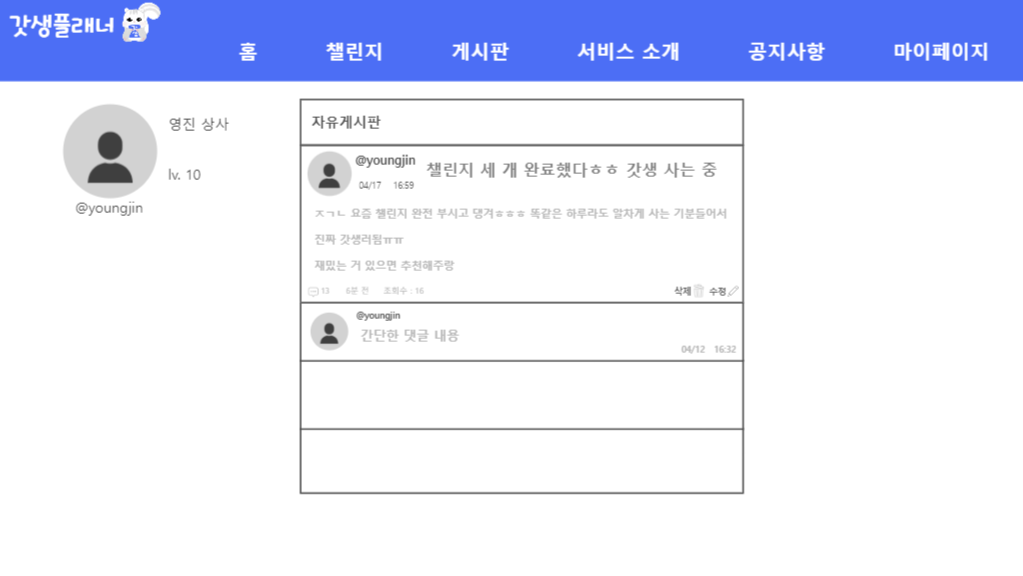 갓생플래너
홈 챌린지 게시판 서비스 소개 공지사항 마이페이지
영진 상사
lv. 10
@youngjin
자유게시판
@youngjin
04/17 16:59
챌린지 세 개 완료했다ㅎㅎ 갓생 사는 중
ㅈㄱㄴ 요즘 챌린지 완전 부시고 댕겨ㅎㅎㅎ 똑같은 하루라도 알차게 사는 기분들어서
진짜 갓생러됨ㅠㅠ
재밌는 거 있으면 추천해주랑
13 6분 전 조회수 : 16
삭제 수정
@youngjin
간단한 댓글 내용
04/12 16:32